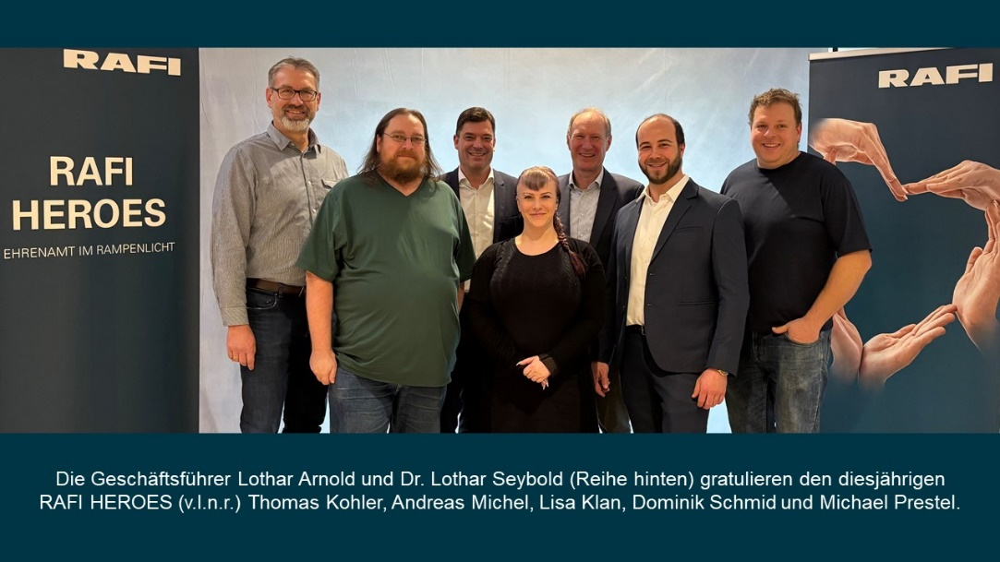 RAFI
RAFI
HEROES
EHRENAMT IM RAMPENLICHT
RAFI
Die Geschäftsführer Lothar Arnold und Dr. Lothar Seybold (Reihe hinten) gratulieren den diesjährigen
RAFI HEROES (v.l.n.r.) Thomas Kohler, Andreas Michel, Lisa Klan, Dominik Schmid und Michael Prestel.